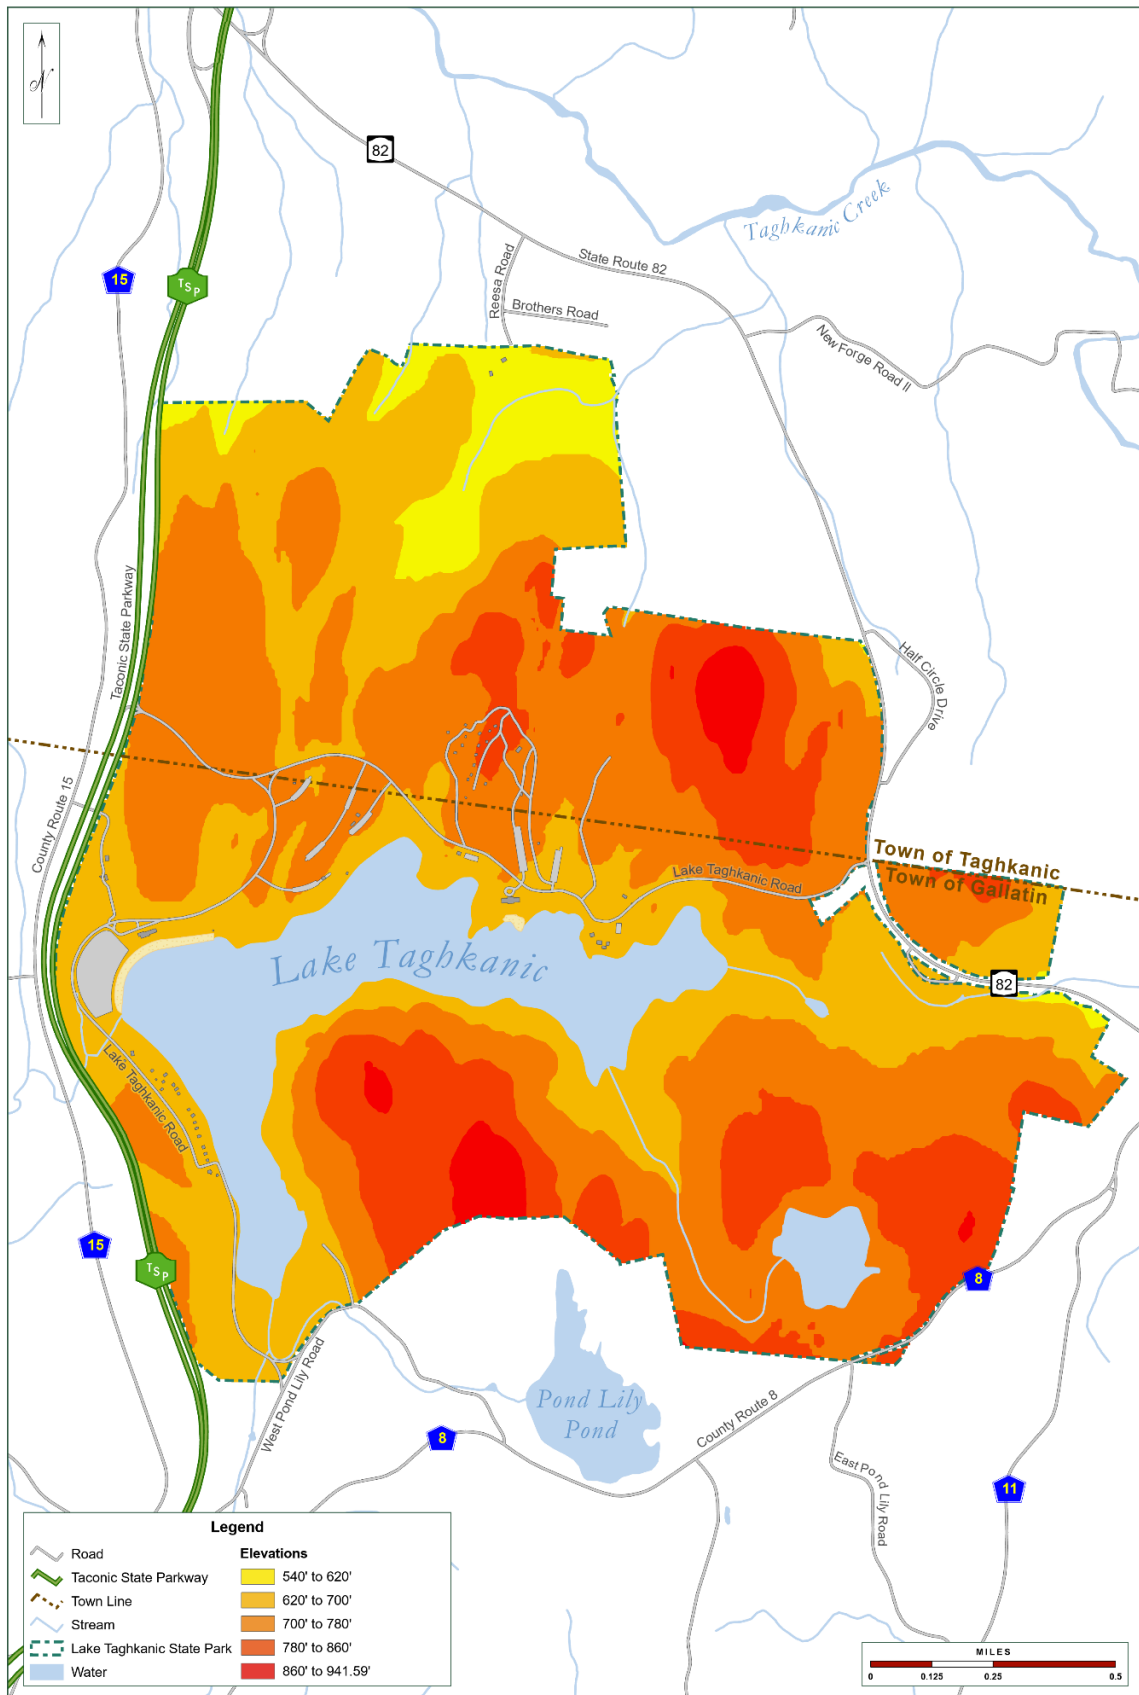 N
82
Taghkanic Creek
State Route 82
Reesa Road
Brothers Road
15
TSP
New Forge Road II
Taconic State Parkway
Half Circle Drive
County Route 15
Town of Taghkanic
Town of Gallatin
Lake Taghkanic Road
Lake Taghkanic
82
Lake Taghkanic Road
15
TSP
8
West Pond Lily Road
Pond Lily
Pond
County Route 8
8
East Pond Lily Road
11
Legend
Road
Taconic State Parkway
Town Line
Stream
Lake Taghkanic State Park
Water
Elevations
540' to 620'
620' to 700'
700' to 780'
780' to 860'
860' to 941.59'
MILES
0 0.125 0.25 0.5